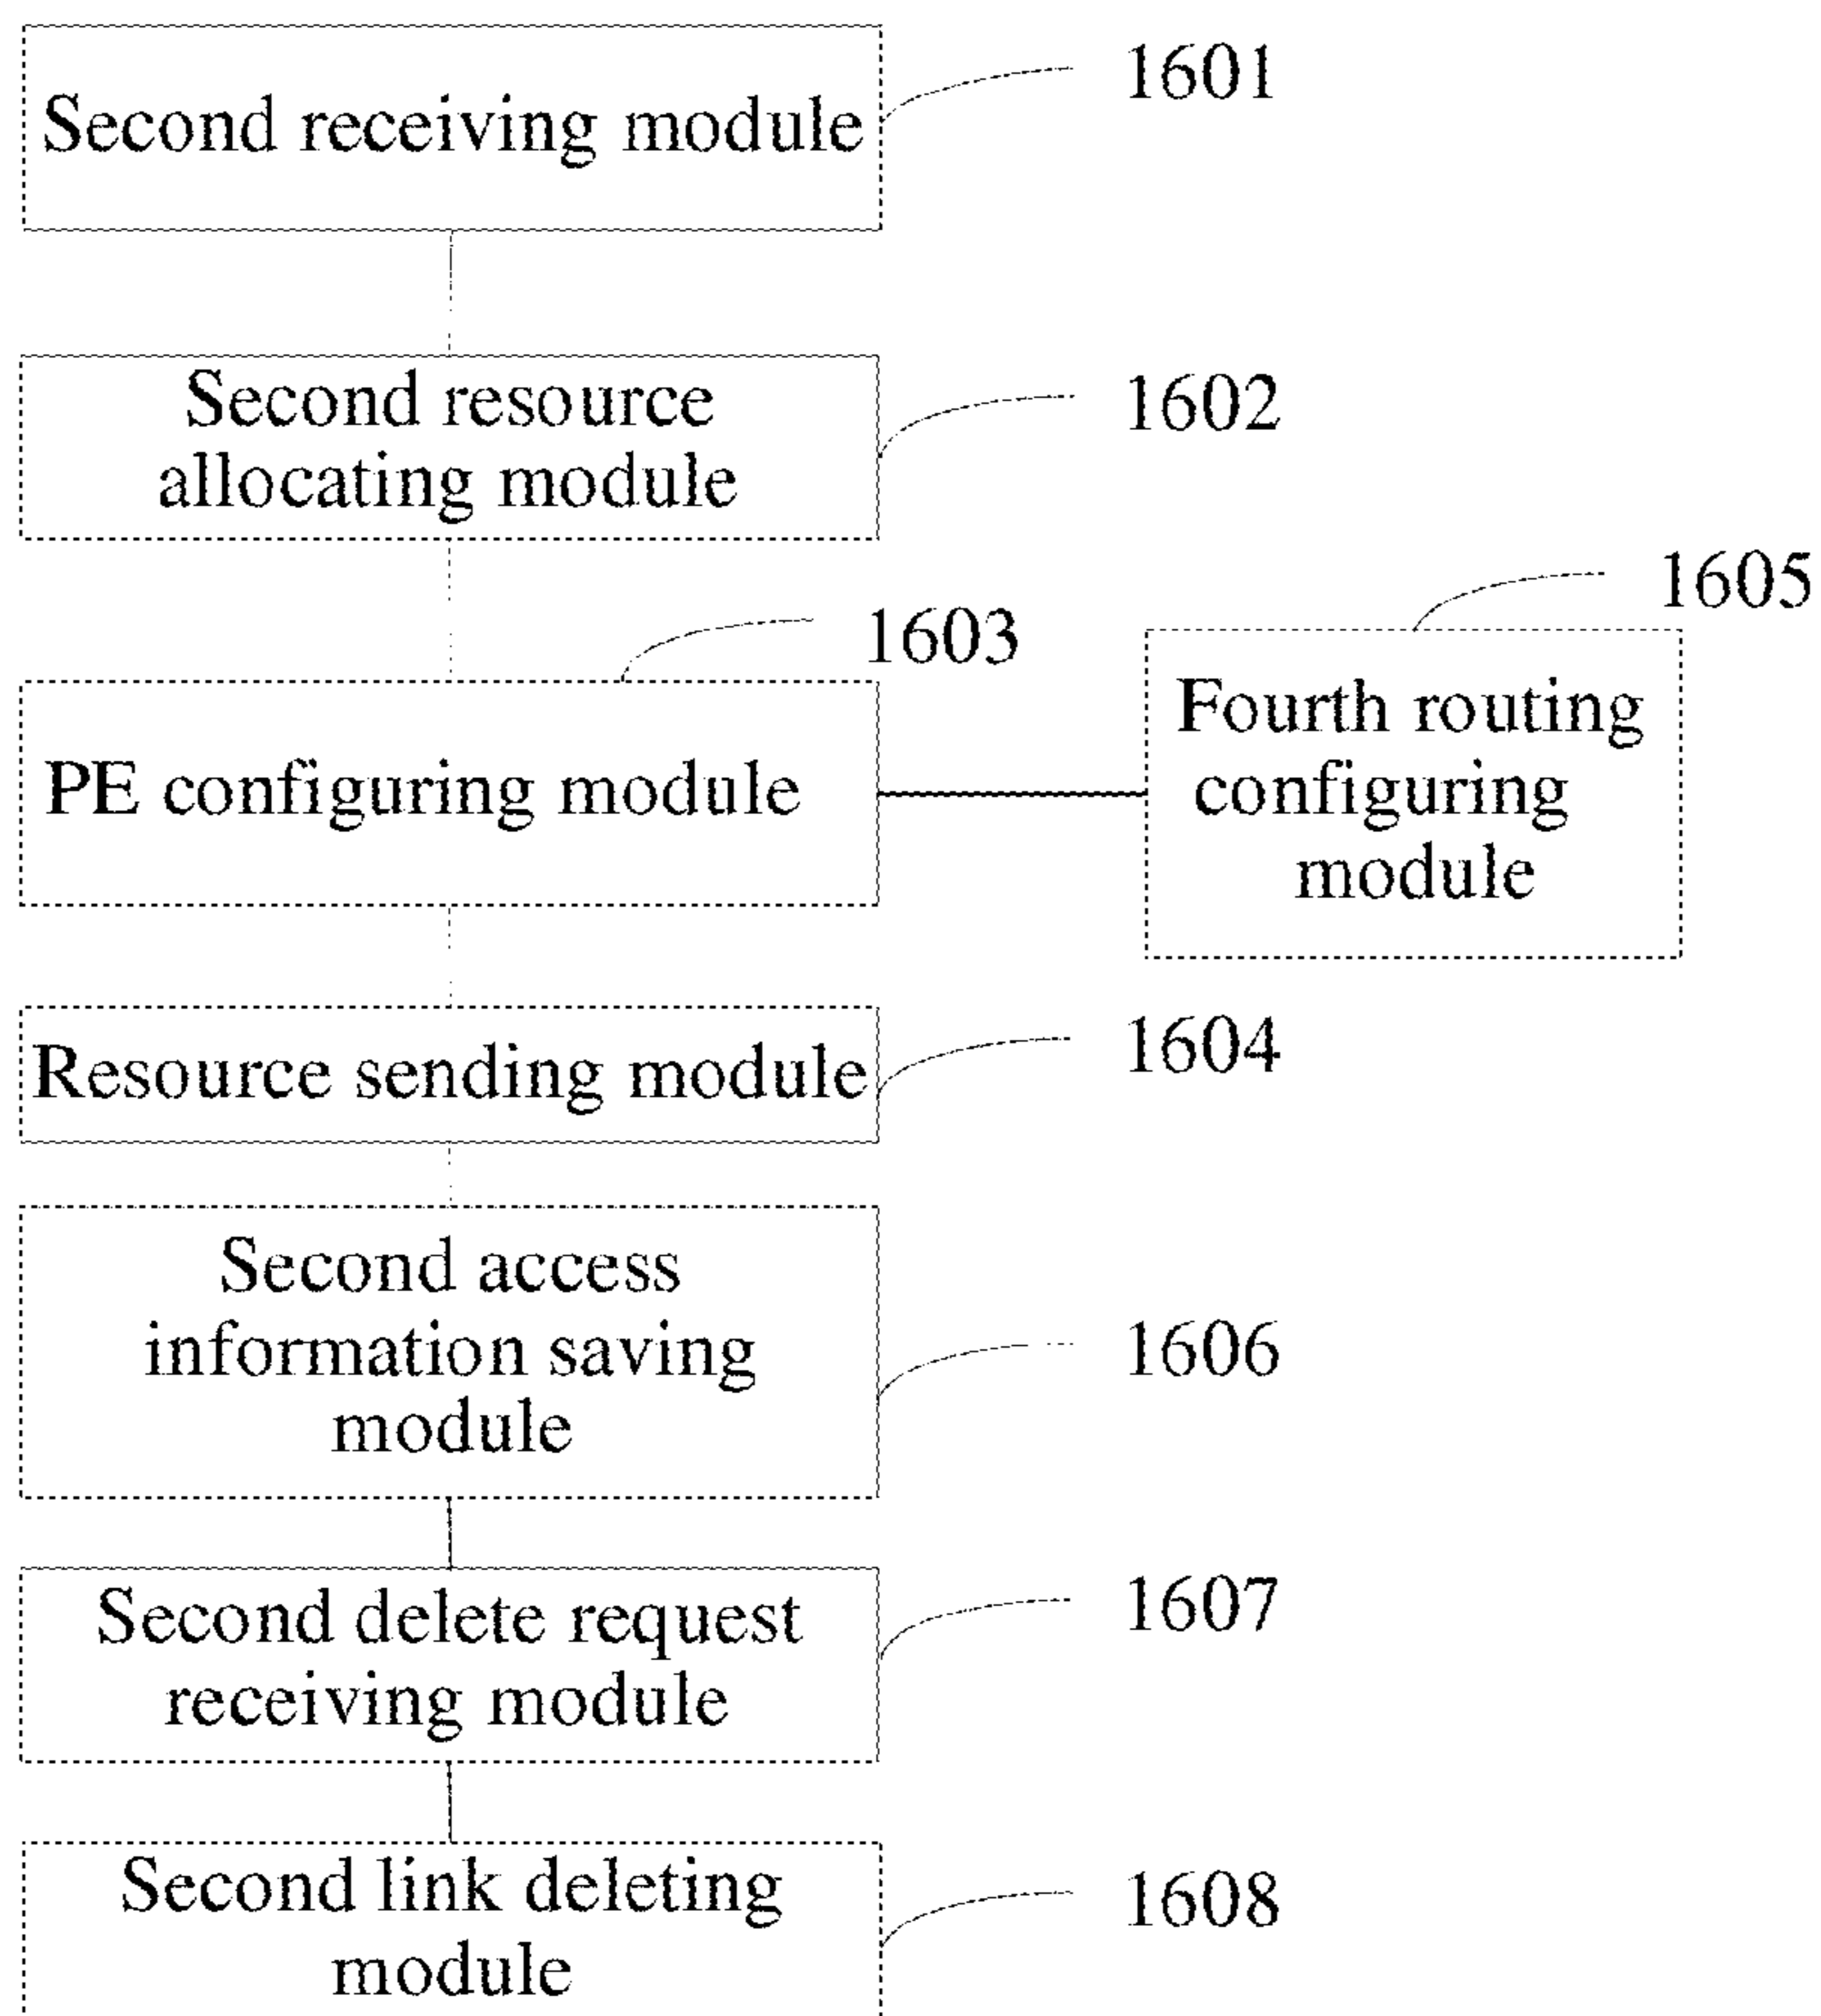 Second receiving module
1601
Second resource
allocating module
1602
PE configuring module
1603
Fourth routing
configuring
module
1605
Resource sending module
1604
Second access
information saving
module
1606
Second delete request
receiving module
1607
Second link deleting
module
1608